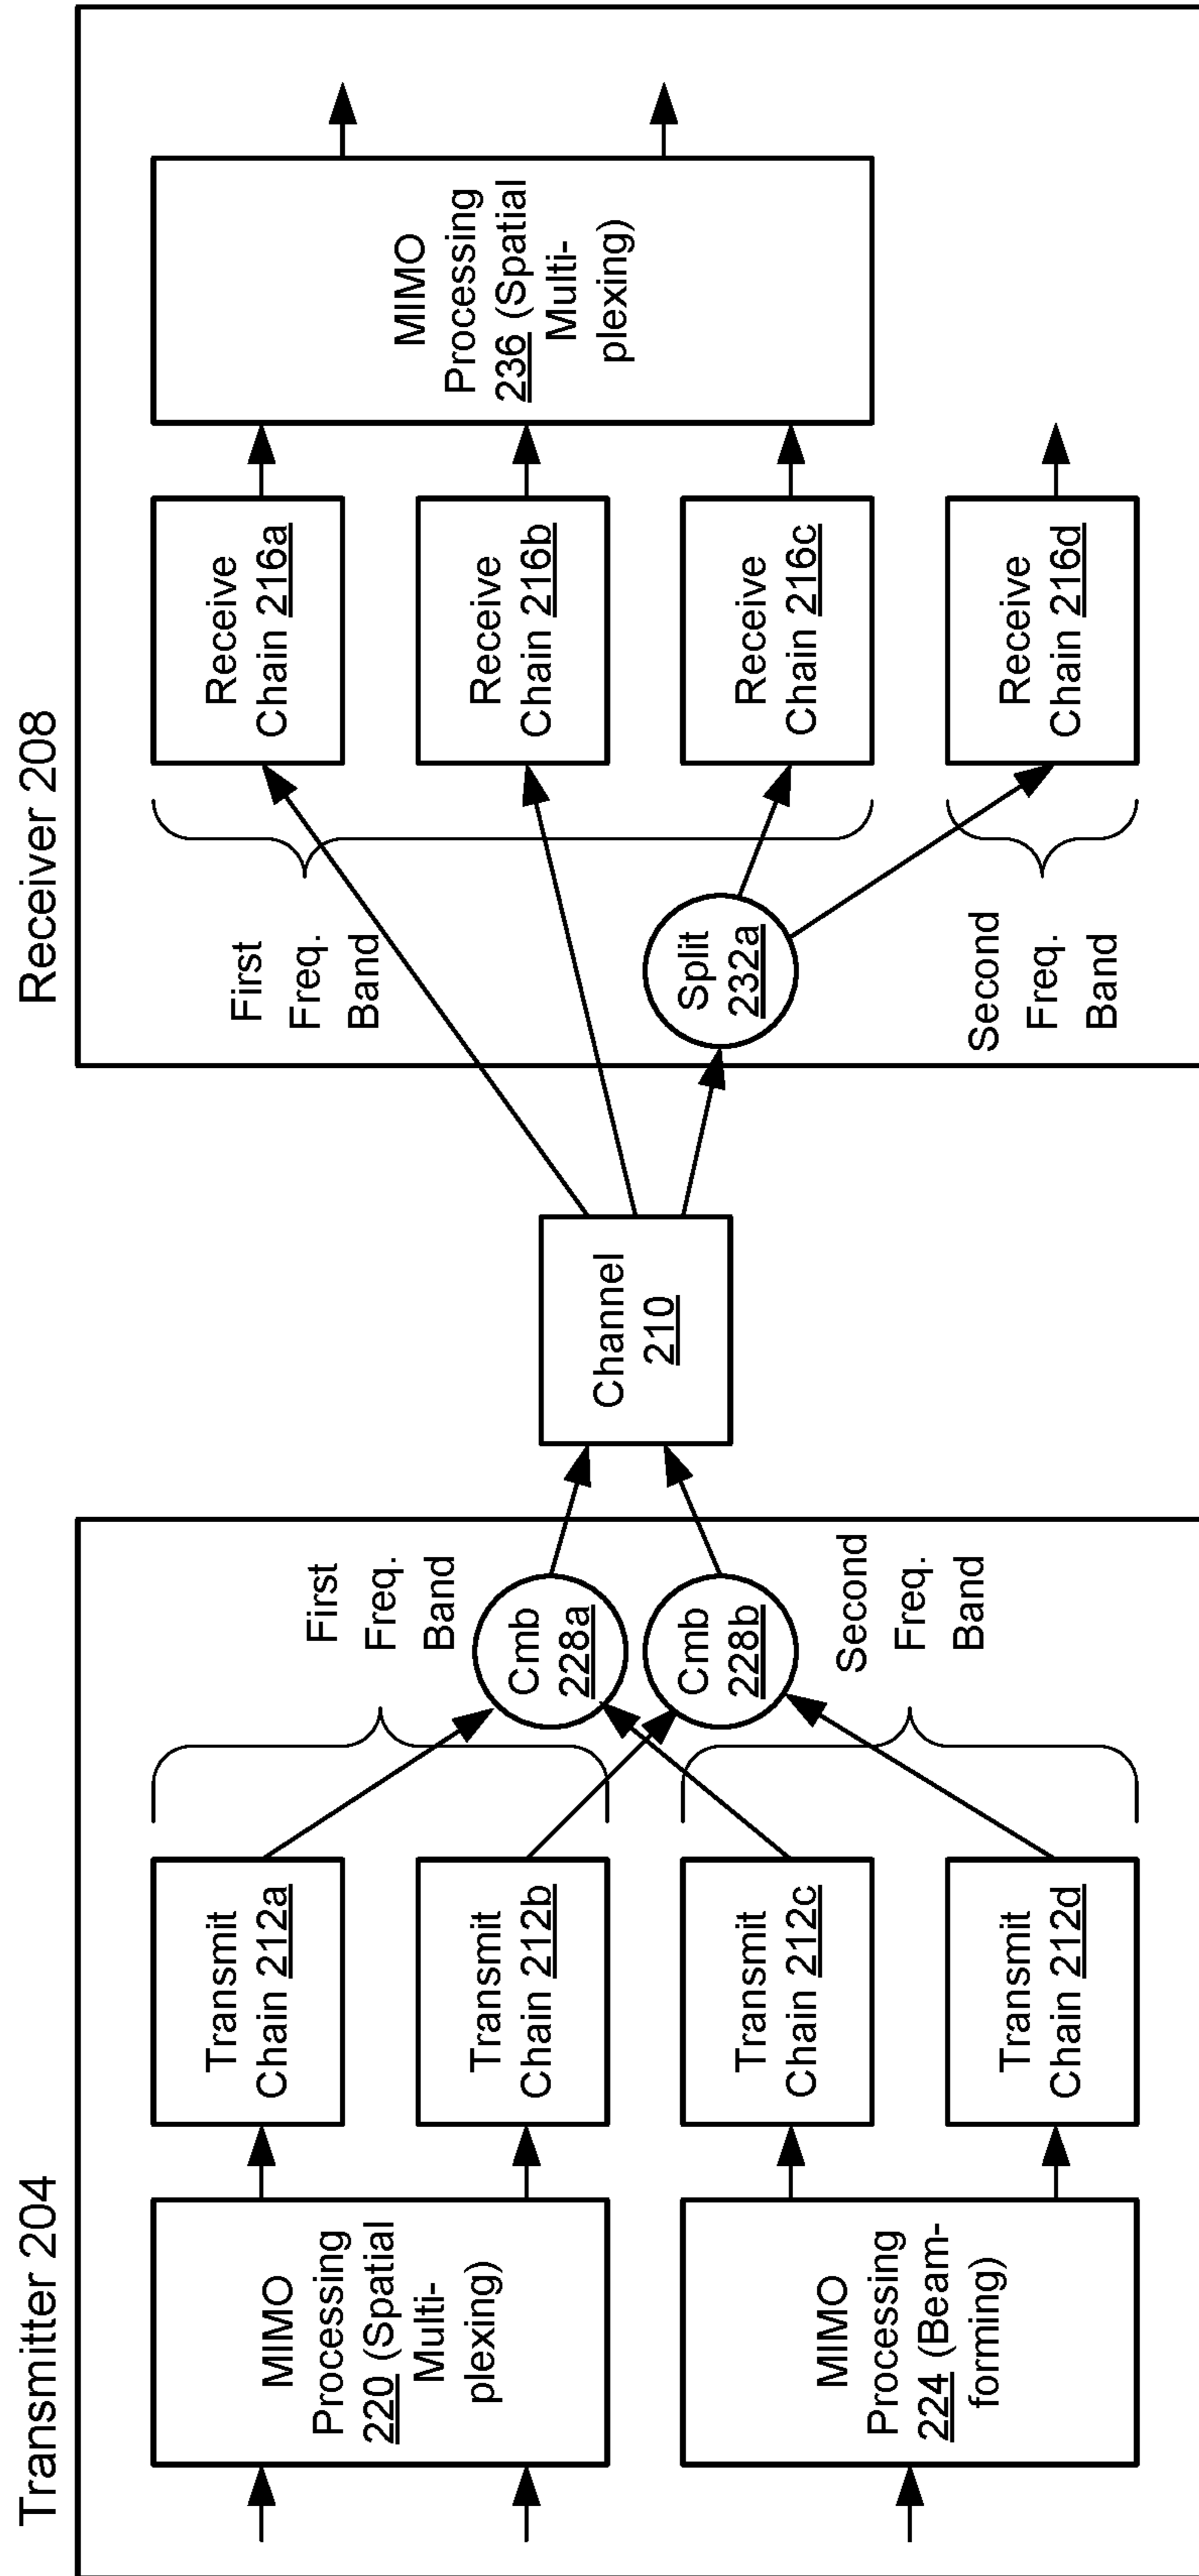 Transmitter 204
MIMO
Processing
220 (Spatial
Multi-
plexing)
MIMO
Processing
224 (Beam-
forming)
Transmit
Chain 212a
Transmit
Chain 212b
Transmit
Chain 212c
Transmit
Chain 212d
First
Freq.
Band
Cmb
228a
Cmb
228b
Second
Freq.
Band
Channel
210
Receiver 208
First
Freq.
Band
Split
232a
Second
Freq.
Band
Receive
Chain 216a
Receive
Chain 216b
Receive
Chain 216c
Receive
Chain 216d
MIMO
Processing
236 (Spatial
Multi-
plexing)